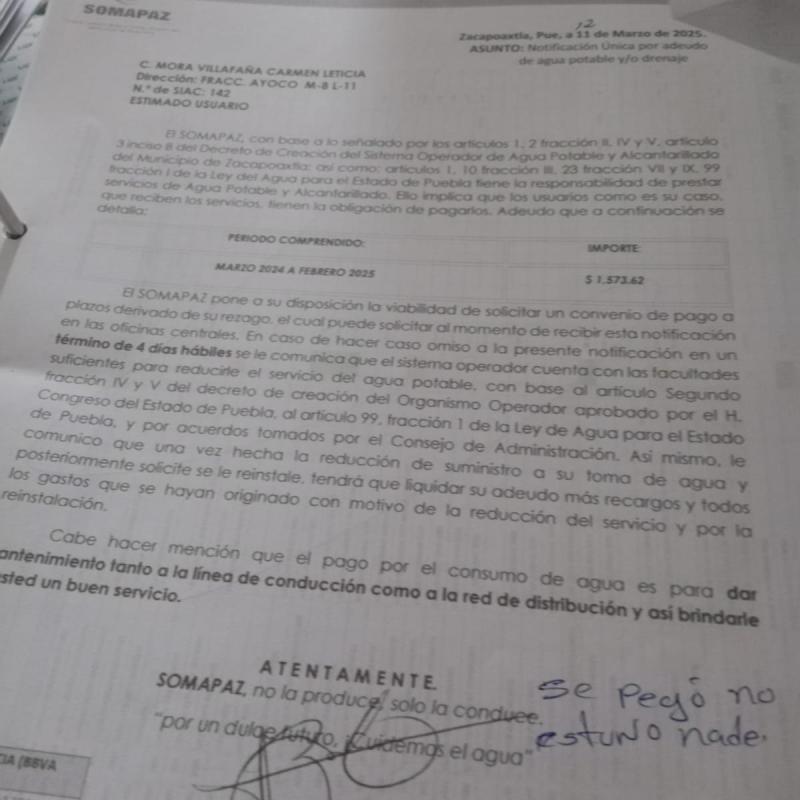 SOMAPAZ
12
Zacapoaxtla, Pue, a 11 de Marzo de 2025.
ASUNTO: Notificación Única por adeudo
de agua potable y/o drenaje
C. MORA VILLAFAÑA CARMEN LETICIA
Dirección: FRACC. AYOCO M-8 L-11
N.° de SIAC: 142
ESTIMADO USUARIO
El SOMAPAZ, con base a lo señalado por los artículos 1, 2 fracción II, IV y V, artículo
3 inciso B del Decreto de Creación del Sistema Operador de Agua Potable y Alcantarillado
del Municipio de Zacapoaxtla; así como; artículos 1, 10 fracción III, 23 fracción VII y IX, 99
fracción I de la Ley del Agua para el Estado de Puebla tiene la responsabilidad de prestar
servicios de Agua Potable y Alcantarillado. Ello implica que los usuarios como es su caso,
que reciben los servicios, tienen la obligación de pagarlos. Adeudo que a continuación se
detalla:
PERIODO COMPRENDIDO: IMPORTE:
MARZO 2024 A FEBRERO 2025 $ 1,573.62
El SOMAPAZ pone a su disposición la viabilidad de solicitar un convenio de pago a
plazos derivado de su rezago, el cual puede solicitar al momento de recibir esta notificación
en las oficinas centrales. En caso de hacer caso omiso a la presente notificación en un
término de 4 días hábiles se le comunica que el sistema operador cuenta con las facultades
suficientes para reducirle el servicio del agua potable, con base al artículo Segundo
fracción IV y V del decreto de creación del Organismo Operador aprobado por el H.
Congreso del Estado de Puebla, al artículo 99, fracción 1 de la Ley de Agua para el Estado
de Puebla, y por acuerdos tomados por el Consejo de Administración. Así mismo, le
comunico que una vez hecha la reducción de suministro a su toma de agua y
posteriormente solicite se le reinstale, tendrá que liquidar su adeudo más recargos y todos
los gastos que se hayan originado con motivo de la reducción del servicio y por la
reinstalación.
Cabe hacer mención que el pago por el consumo de agua es para dar
antenimiento tanto a la línea de conducción como a la red de distribución y así brindarle
sted un buen servicio.
ATENTAMENTE.
SOMAPAZ, no la produce, solo la conduce.
"por un dulce futuro, ¡Cuidemos el agua"
se pegó no
estuvo nade.
IA (BBVA